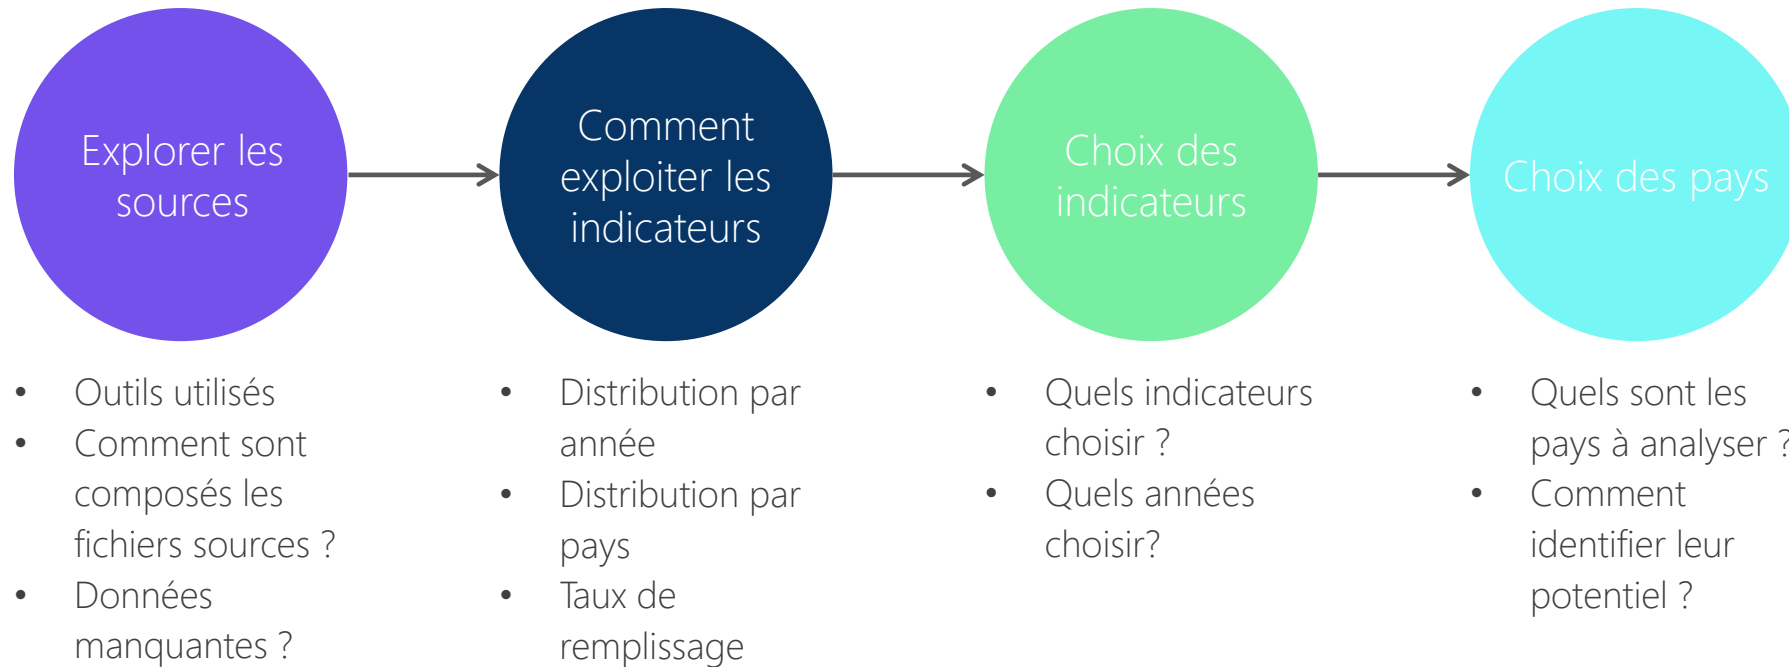 Explorer les
sources
Comment
exploiter les
indicateurs
Choix des
indicateurs
Choix des pays
• Outils utilisés
• Comment sont
composés les
fichiers sources ?
• Données
manquantes ?
• Distribution par
année
• Distribution par
pays
• Taux de
remplissage
• Quels indicateurs
choisir ?
• Quels années
choisir?
• Quels sont les
pays à analyser ?
• Comment
identifier leur
potentiel ?